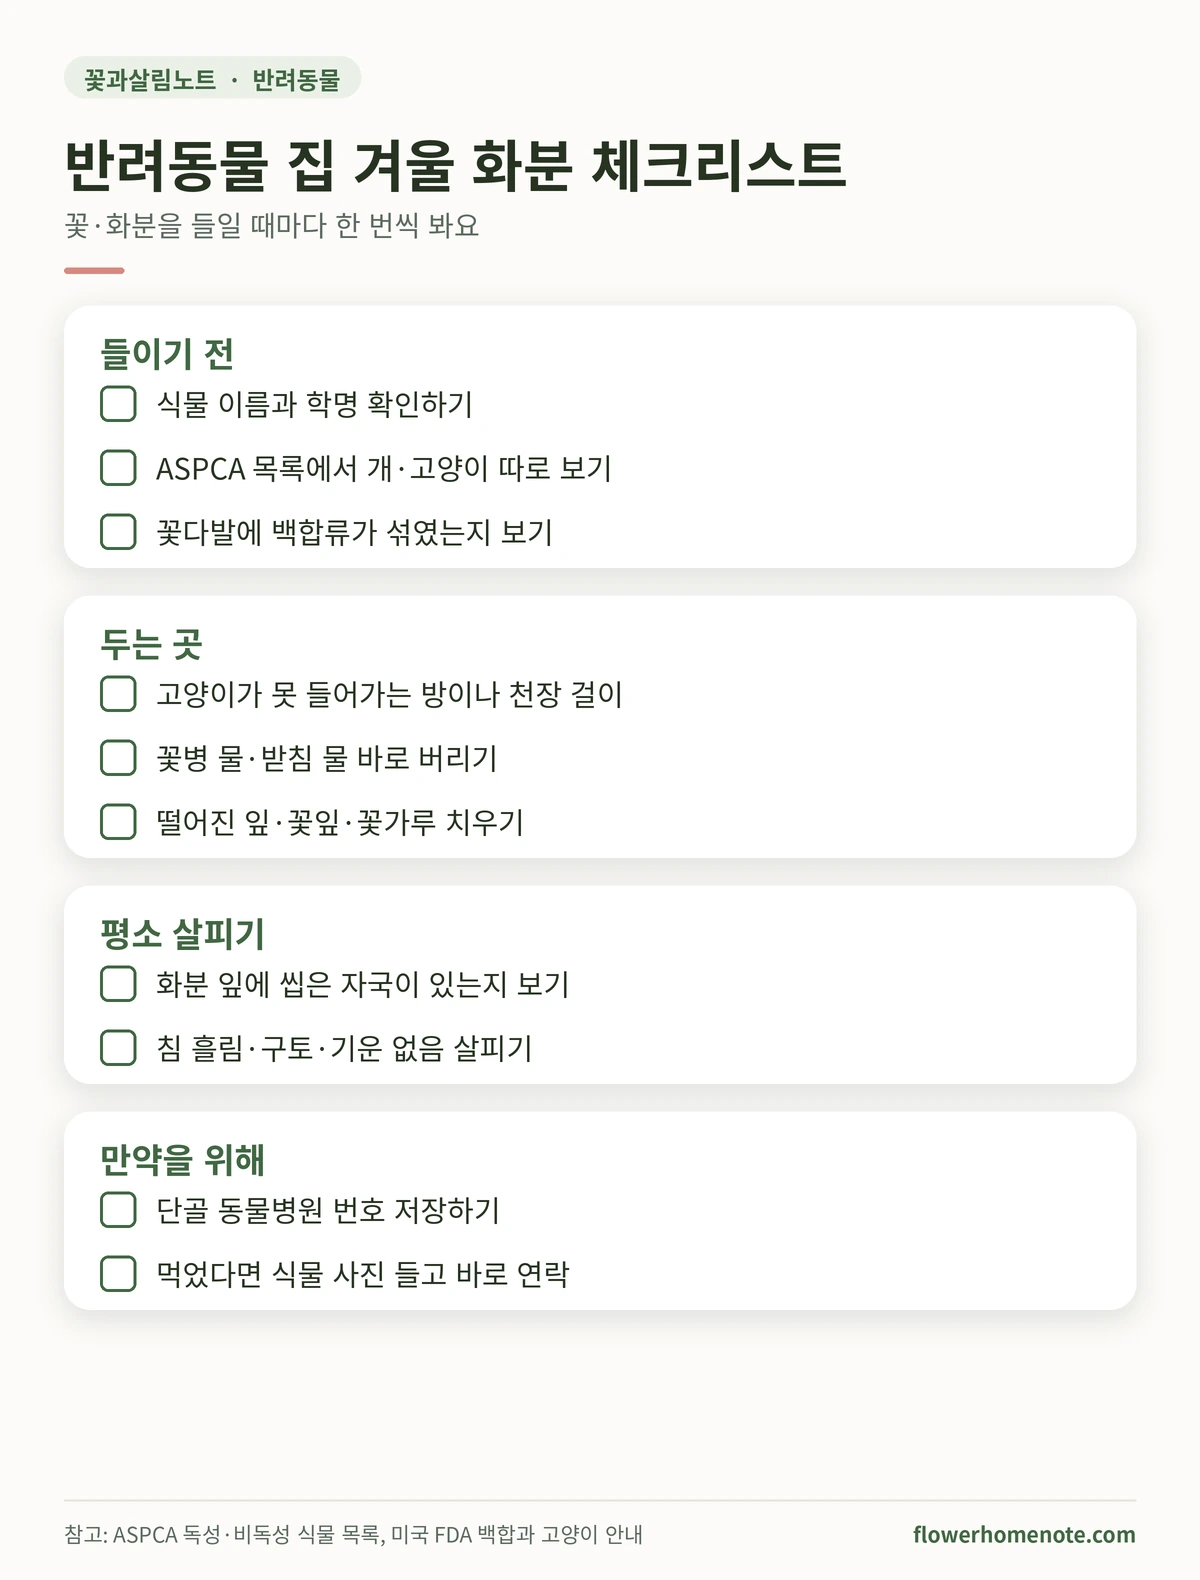 꽃과살림노트 · 반려동물
반려동물 집 겨울 화분 체크리스트
꽃·화분을 들일 때마다 한 번씩 봐요
들이기 전
식물 이름과 학명 확인하기
ASPCA 목록에서 개·고양이 따로 보기
꽃다발에 백합류가 섞였는지 보기
두는 곳
고양이가 못 들어가는 방이나 천장 걸이
꽃병 물·받침 물 바로 버리기
떨어진 잎·꽃잎·꽃가루 치우기
평소 살피기
화분 잎에 씹은 자국이 있는지 보기
침 흘림·구토·기운 없음 살피기
만약을 위해
단골 동물병원 번호 저장하기
먹었다면 식물 사진 들고 바로 연락
참고: ASPCA 독성·비독성 식물 목록, 미국 FDA 백합과 고양이 안내
flowerhomenote.com